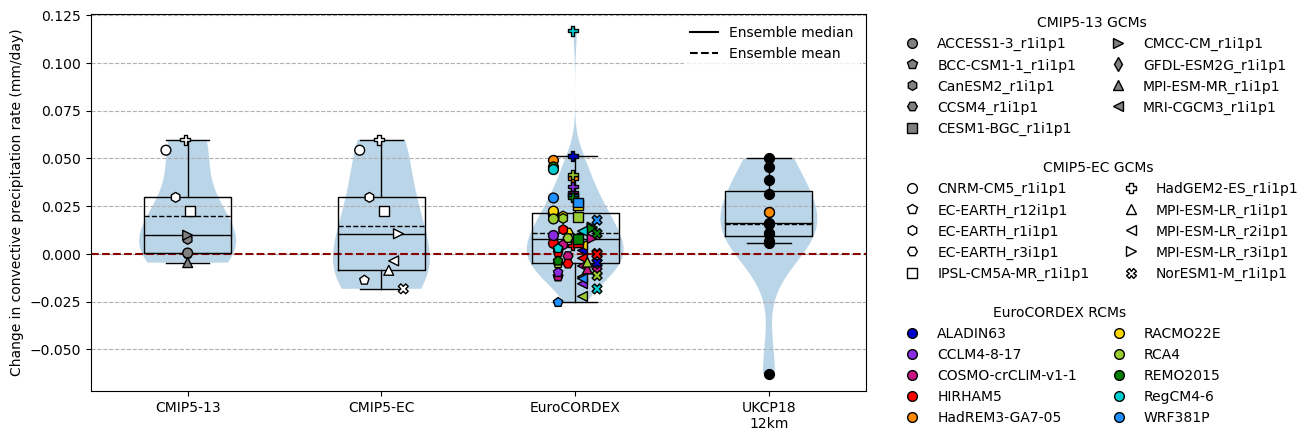 Change in convective precipitation rate (mm/day)
0.125
0.100
0.075
0.050
0.025
0.000
−0.025
−0.050
Ensemble median
Ensemble mean
CMIP5-13
CMIP5-EC
EuroCORDEX
UKCP18
12km
CMIP5-13 GCMs
ACCESS1-3_r1i1p1
BCC-CSM1-1_r1i1p1
CanESM2_r1i1p1
CCSM4_r1i1p1
CESM1-BGC_r1i1p1
CMCC-CM_r1i1p1
GFDL-ESM2G_r1i1p1
MPI-ESM-MR_r1i1p1
MRI-CGCM3_r1i1p1
CMIP5-EC GCMs
CNRM-CM5_r1i1p1
EC-EARTH_r12i1p1
EC-EARTH_r1i1p1
EC-EARTH_r3i1p1
IPSL-CM5A-MR_r1i1p1
HadGEM2-ES_r1i1p1
MPI-ESM-LR_r1i1p1
MPI-ESM-LR_r2i1p1
MPI-ESM-LR_r3i1p1
NorESM1-M_r1i1p1
EuroCORDEX RCMs
ALADIN63
CCLM4-8-17
COSMO-crCLIM-v1-1
HIRHAM5
HadREM3-GA7-05
RACMO22E
RCA4
REMO2015
RegCM4-6
WRF381P